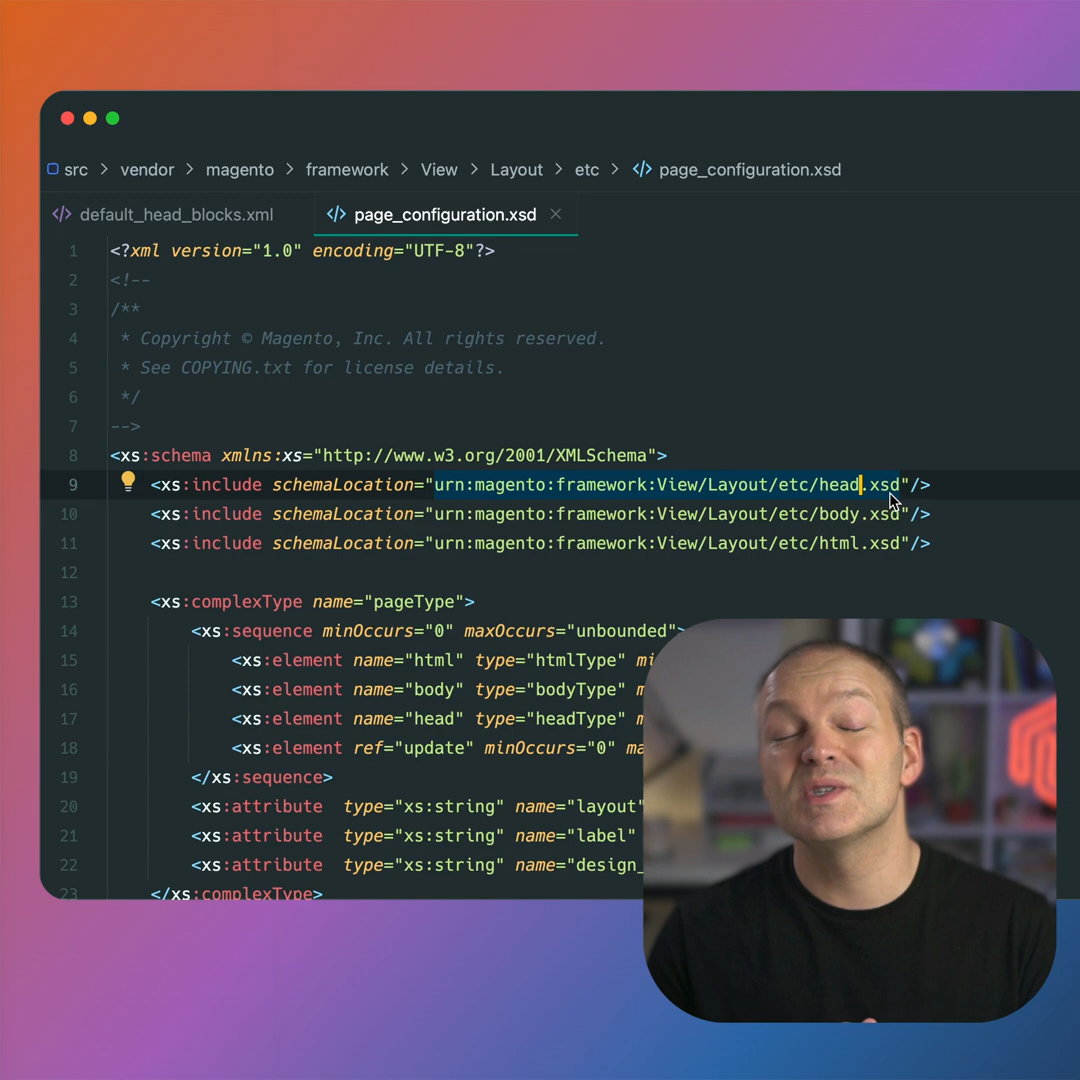 src > vendor > magento > framework > View > Layout > etc > </> page_configuration.xsd
</> default_head_blocks.xml </> page_configuration.xsd ×
1 <?xml version="1.0" encoding="UTF-8"?>
2 <!--
3 /**
4 * Copyright © Magento, Inc. All rights reserved.
5 * See COPYING.txt for license details.
6 */
7 -->
8 <xs:schema xmlns:xs="http://www.w3.org/2001/XMLSchema">
9 <xs:include schemaLocation="urn:magento:framework:View/Layout/etc/head.xsd"/>
10 <xs:include schemaLocation="urn:magento:framework:View/Layout/etc/body.xsd"/>
11 <xs:include schemaLocation="urn:magento:framework:View/Layout/etc/html.xsd"/>
12
13 <xs:complexType name="pageType">
14 <xs:sequence minOccurs="0" maxOccurs="unbounded">
15 <xs:element name="html" type="htmlType" mi
16 <xs:element name="body" type="bodyType" m
17 <xs:element name="head" type="headType" m
18 <xs:element ref="update" minOccurs="0" ma
19 </xs:sequence>
20 <xs:attribute type="xs:string" name="layout"
21 <xs:attribute type="xs:string" name="label"
22 <xs:attribute type="xs:string" name="design_
23 </xs:complexType>